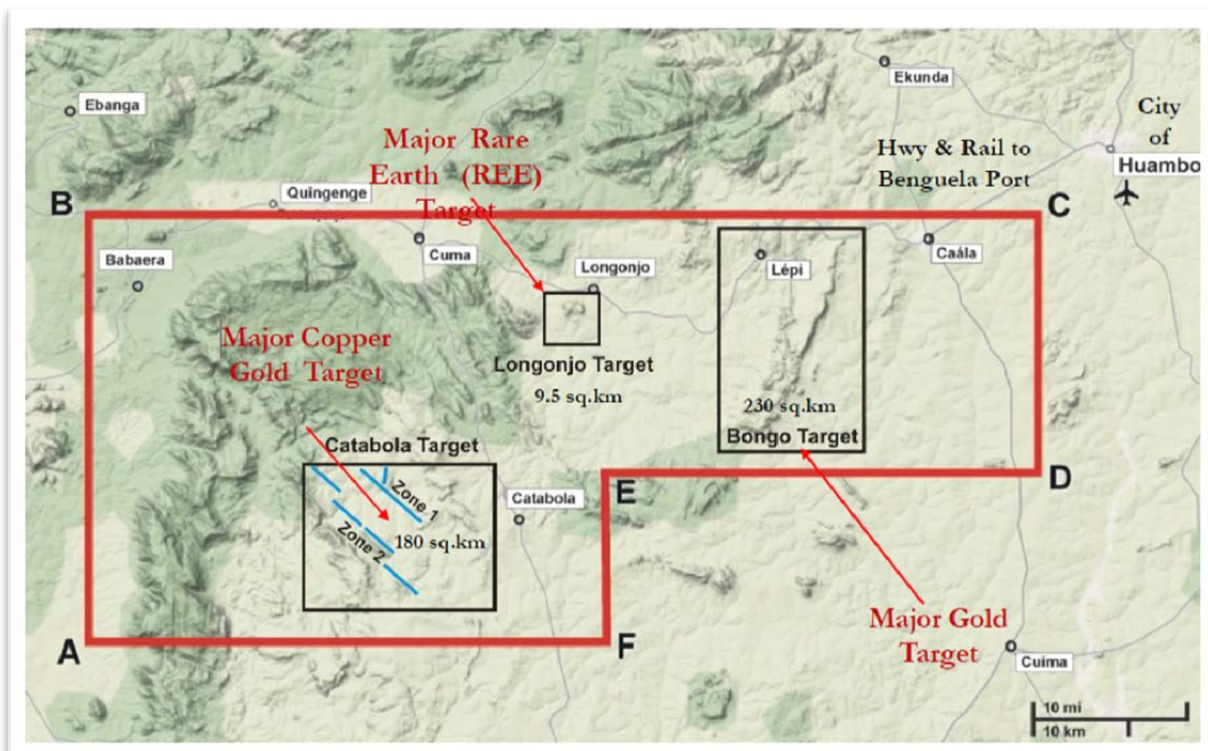 Ebanga
Ekunda
City
of
Huambo
Major Rare
Earth (REE)
Target
Hwy & Rail to
Benguela Port
Quingenge
B
C
Babaera
Cuma
Longonjo
Lépi
Caála
Major Copper
Gold Target
Longonjo Target
9.5 sq.km
230 sq.km
Bongo Target
Catabola Target
Zone 1
Zone 2
180 sq.km
Catabola
E
D
Major Gold
Target
A
F
Cuima
10 mi
10 km